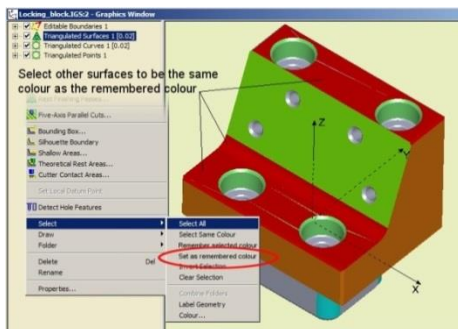 Locking_block.IGS:2 - Graphics Window
Editable Boundaries 1
Triangulated Surfaces 1 [0.02]
Triangulated Curves 1 [0.02]
Triangulated Points 1
Select other surfaces to be the same
colour as the remembered colour
Five-Axis Parallel Cuts...
Bounding Box...
Silhouette Boundary
Shallow Areas...
Theoretical Rest Areas...
Cutter Contact Areas...
Set Local Datum Point
Detect Hole Features
Select
Draw
Folder
Delete Del
Rename
Properties...
Select All
Select Same Colour
Remember selected colour
Set as remembered colour
Invert Selection
Clear Selection
Combine Folders
Label Geometry
Colour...
Z
Y
X